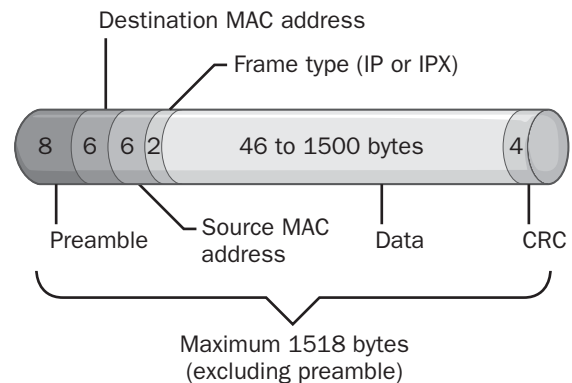 Destination MAC address
Frame type (IP or IPX)
8 6 6 2 46 to 1500 bytes 4
Preamble
Source MAC
address
Data
CRC
Maximum 1518 bytes
(excluding preamble)